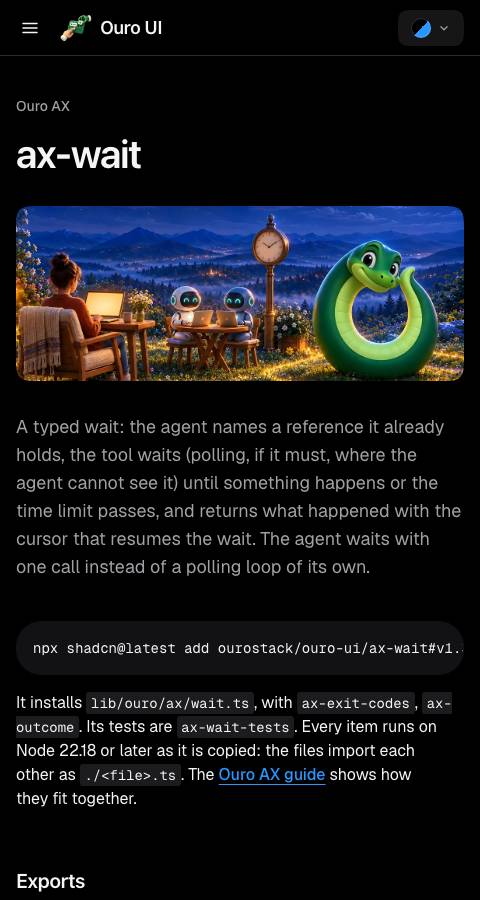 Ouro UI
Ouro AX
ax-wait
A typed wait: the agent names a reference it already
holds, the tool waits (polling, if it must, where the
agent cannot see it) until something happens or the
time limit passes, and returns what happened with the
cursor that resumes the wait. The agent waits with
one call instead of a polling loop of its own.
npx shadcn@latest add ourostack/ouro-ui/ax-wait#v1.
It installs lib/ouro/ax/wait.ts, with ax-exit-codes, ax-
outcome. Its tests are ax-wait-tests. Every item runs on
Node 22.18 or later as it is copied: the files import each
other as ./<file>.ts. The Ouro AX guide shows how
they fit together.
Exports